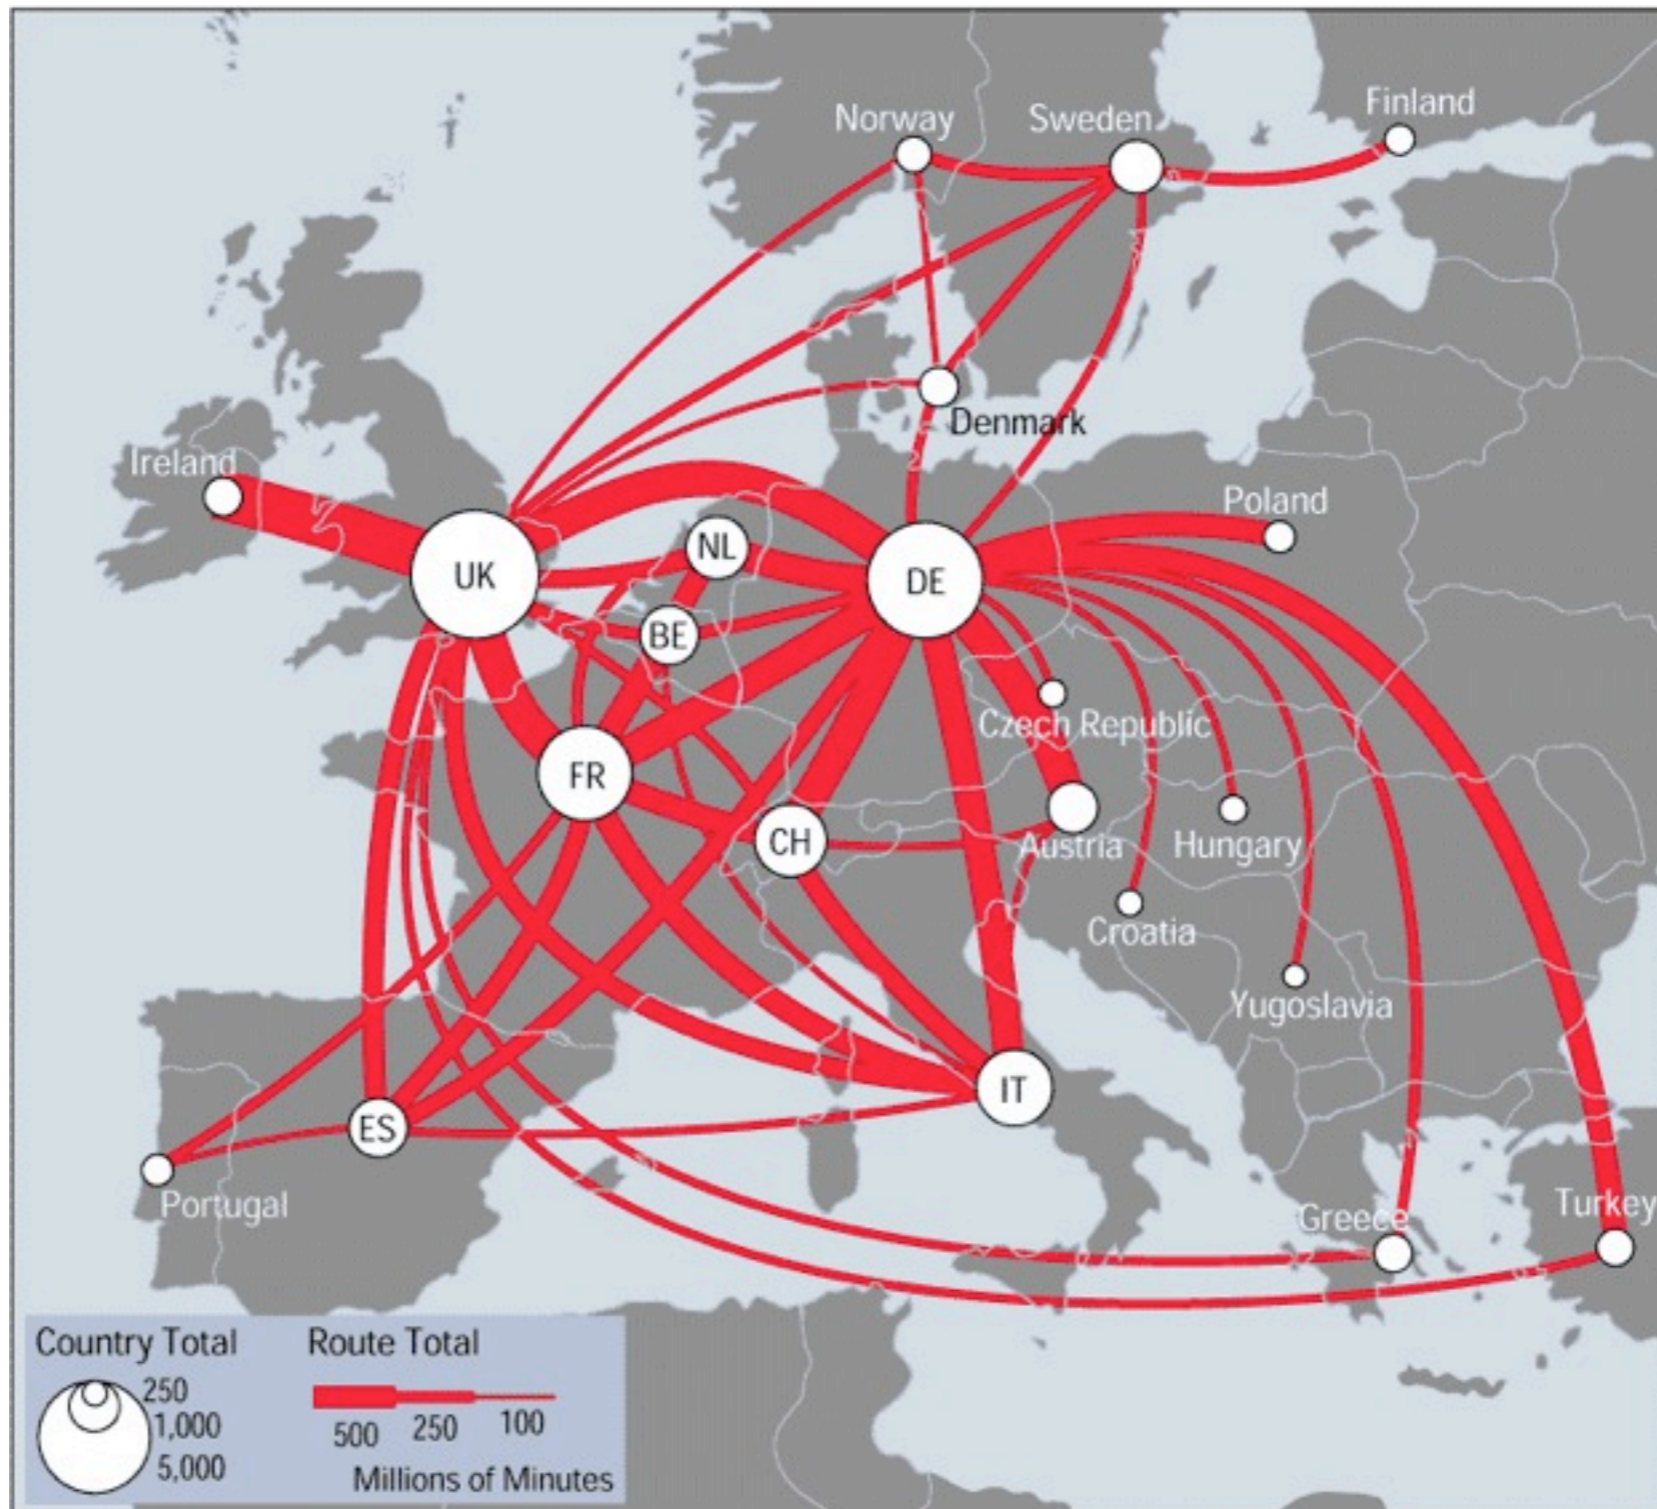 Norway
Sweden
Finland
Denmark
Ireland
Poland
UK
NL
DE
BE
Czech Republic
FR
CH
Austria
Hungary
Croatia
Yugoslavia
IT
ES
Portugal
Greece
Turkey
Country Total
250
1,000
5,000
Route Total
500 250 100
Millions of Minutes